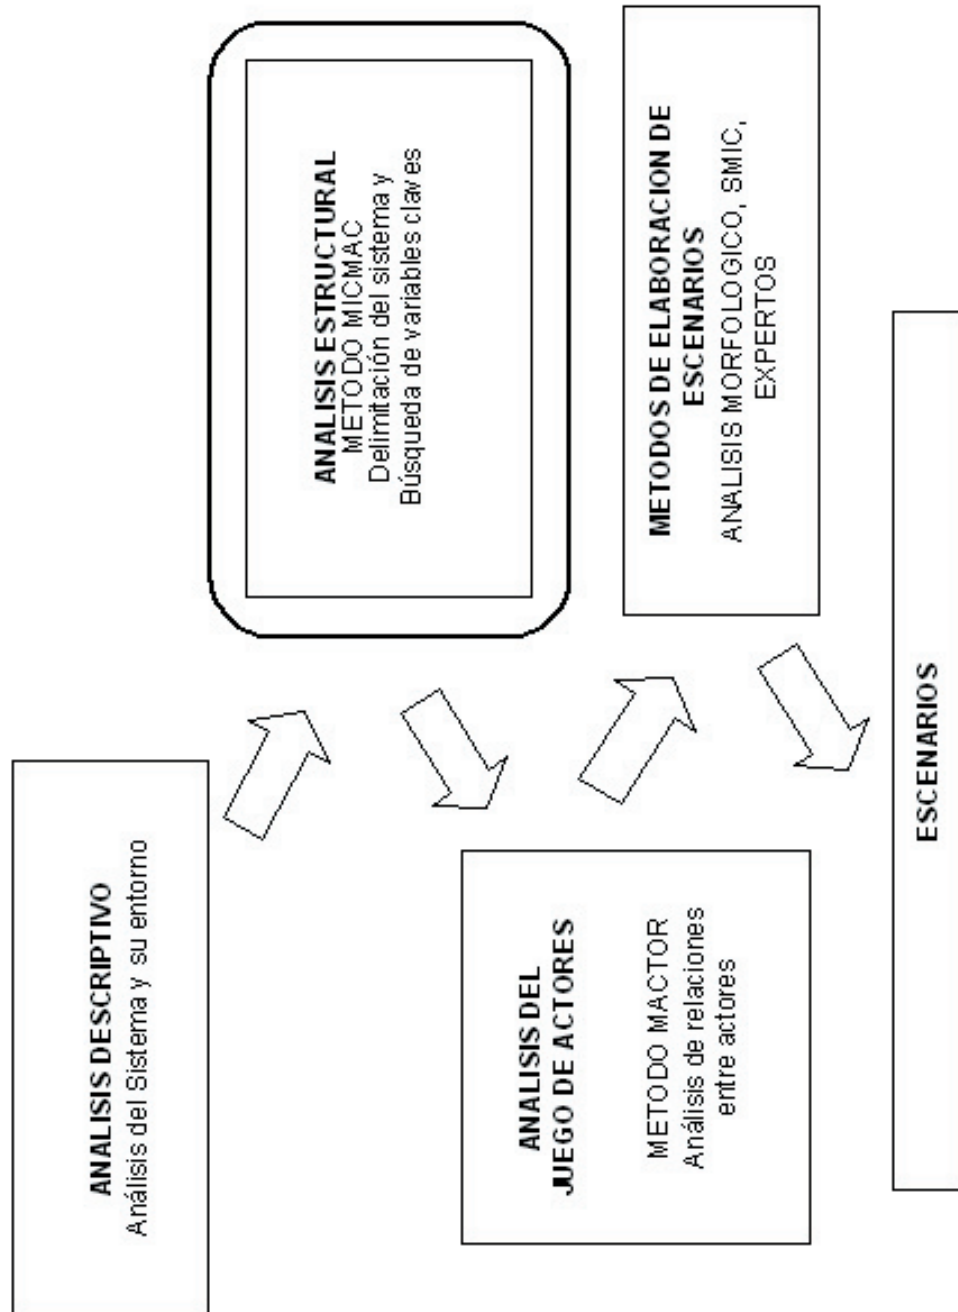 ANALISIS DESCRIPTIVO
Análisis del Sistema y su entorno
ANALISIS ESTRUCTURAL
METODO MICMAC
Delimitación del sistema y
Búsqueda de variables claves
ANALISIS DEL
JUEGO DE ACTORES
METODO MACTOR
Análisis de relaciones
entre actores
METODOS DE ELABORACION DE
ESCENARIOS
ANALISIS MORFOLOGICO, SMIC,
EXPERTOS
ESCENARIOS